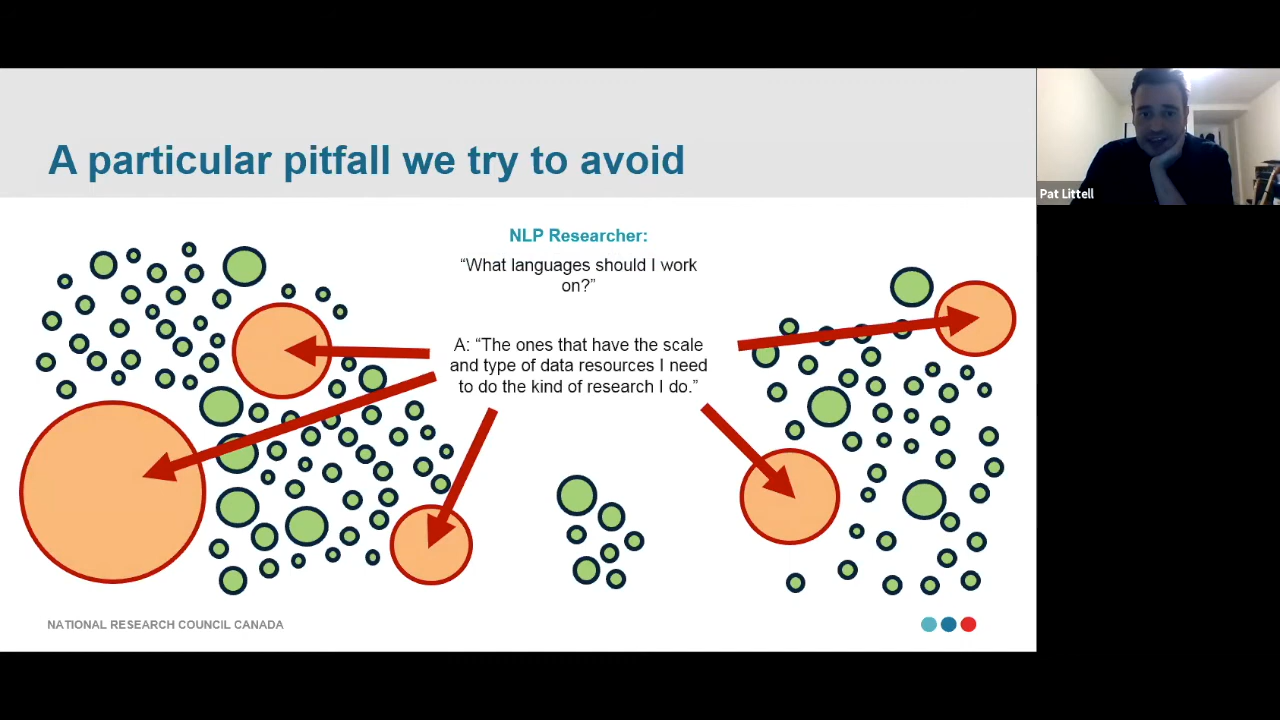 A particular pitfall we try to avoid
Pat Littell
NLP Researcher:
“What languages should I work
on?”
A: “The ones that have the scale
and type of data resources I need
to do the kind of research I do.”
NATIONAL RESEARCH COUNCIL CANADA